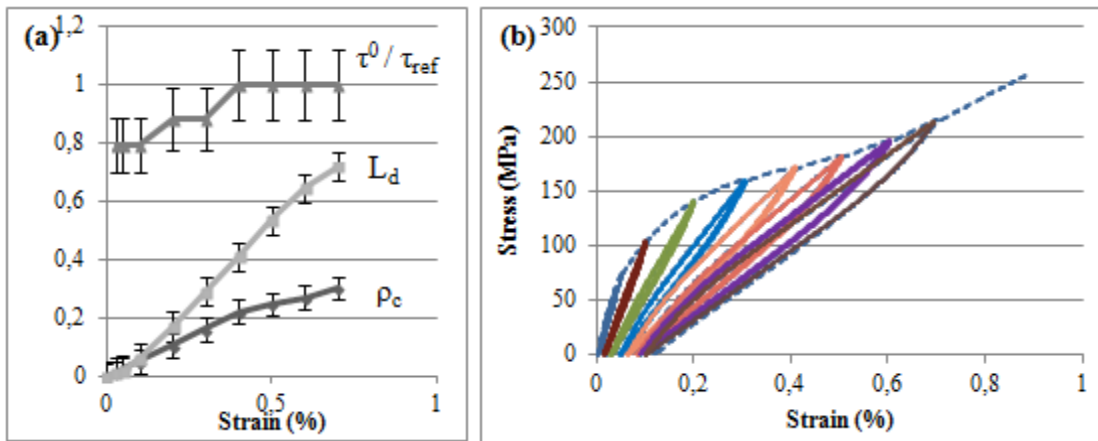 (a)
1,2
1
0,8
0,6
0,4
0,2
0
τ⁰ / τref
Ld
ρc
0
0,5
1
Strain (%)
(b)
300
250
200
150
100
50
0
Stress (MPa)
0
0,2
0,4
0,6
0,8
1
Strain (%)